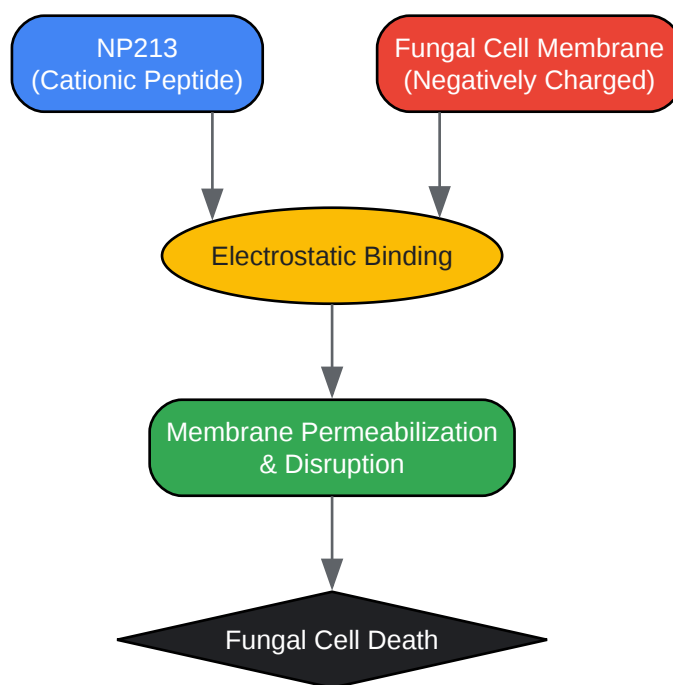 NP213
(Cationic Peptide)
Fungal Cell Membrane
(Negatively Charged)
Electrostatic Binding
Membrane Permeabilization
& Disruption
Fungal Cell Death